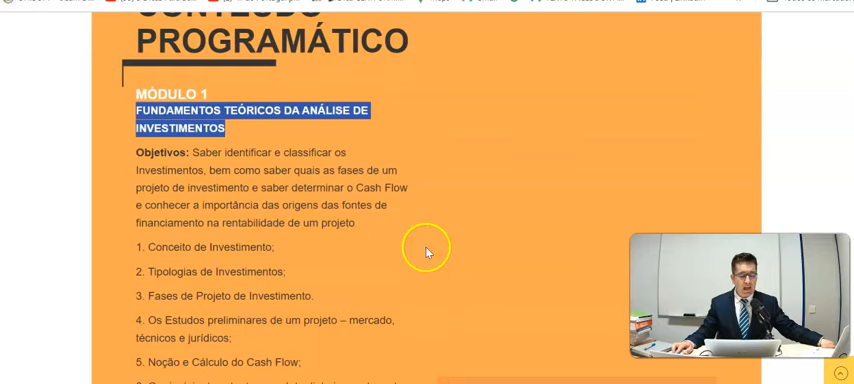 CONTEÚDO
PROGRAMÁTICO
MÓDULO 1
FUNDAMENTOS TEÓRICOS DA ANÁLISE DE
INVESTIMENTOS
Objetivos: Saber identificar e classificar os
Investimentos, bem como saber quais as fases de um
projeto de investimento e saber determinar o Cash Flow
e conhecer a importância das origens das fontes de
financiamento na rentabilidade de um projeto
1. Conceito de Investimento;
2. Tipologias de Investimentos;
3. Fases de Projeto de Investimento.
4. Os Estudos preliminares de um projeto – mercado,
técnicos e jurídicos;
5. Noção e Cálculo do Cash Flow;